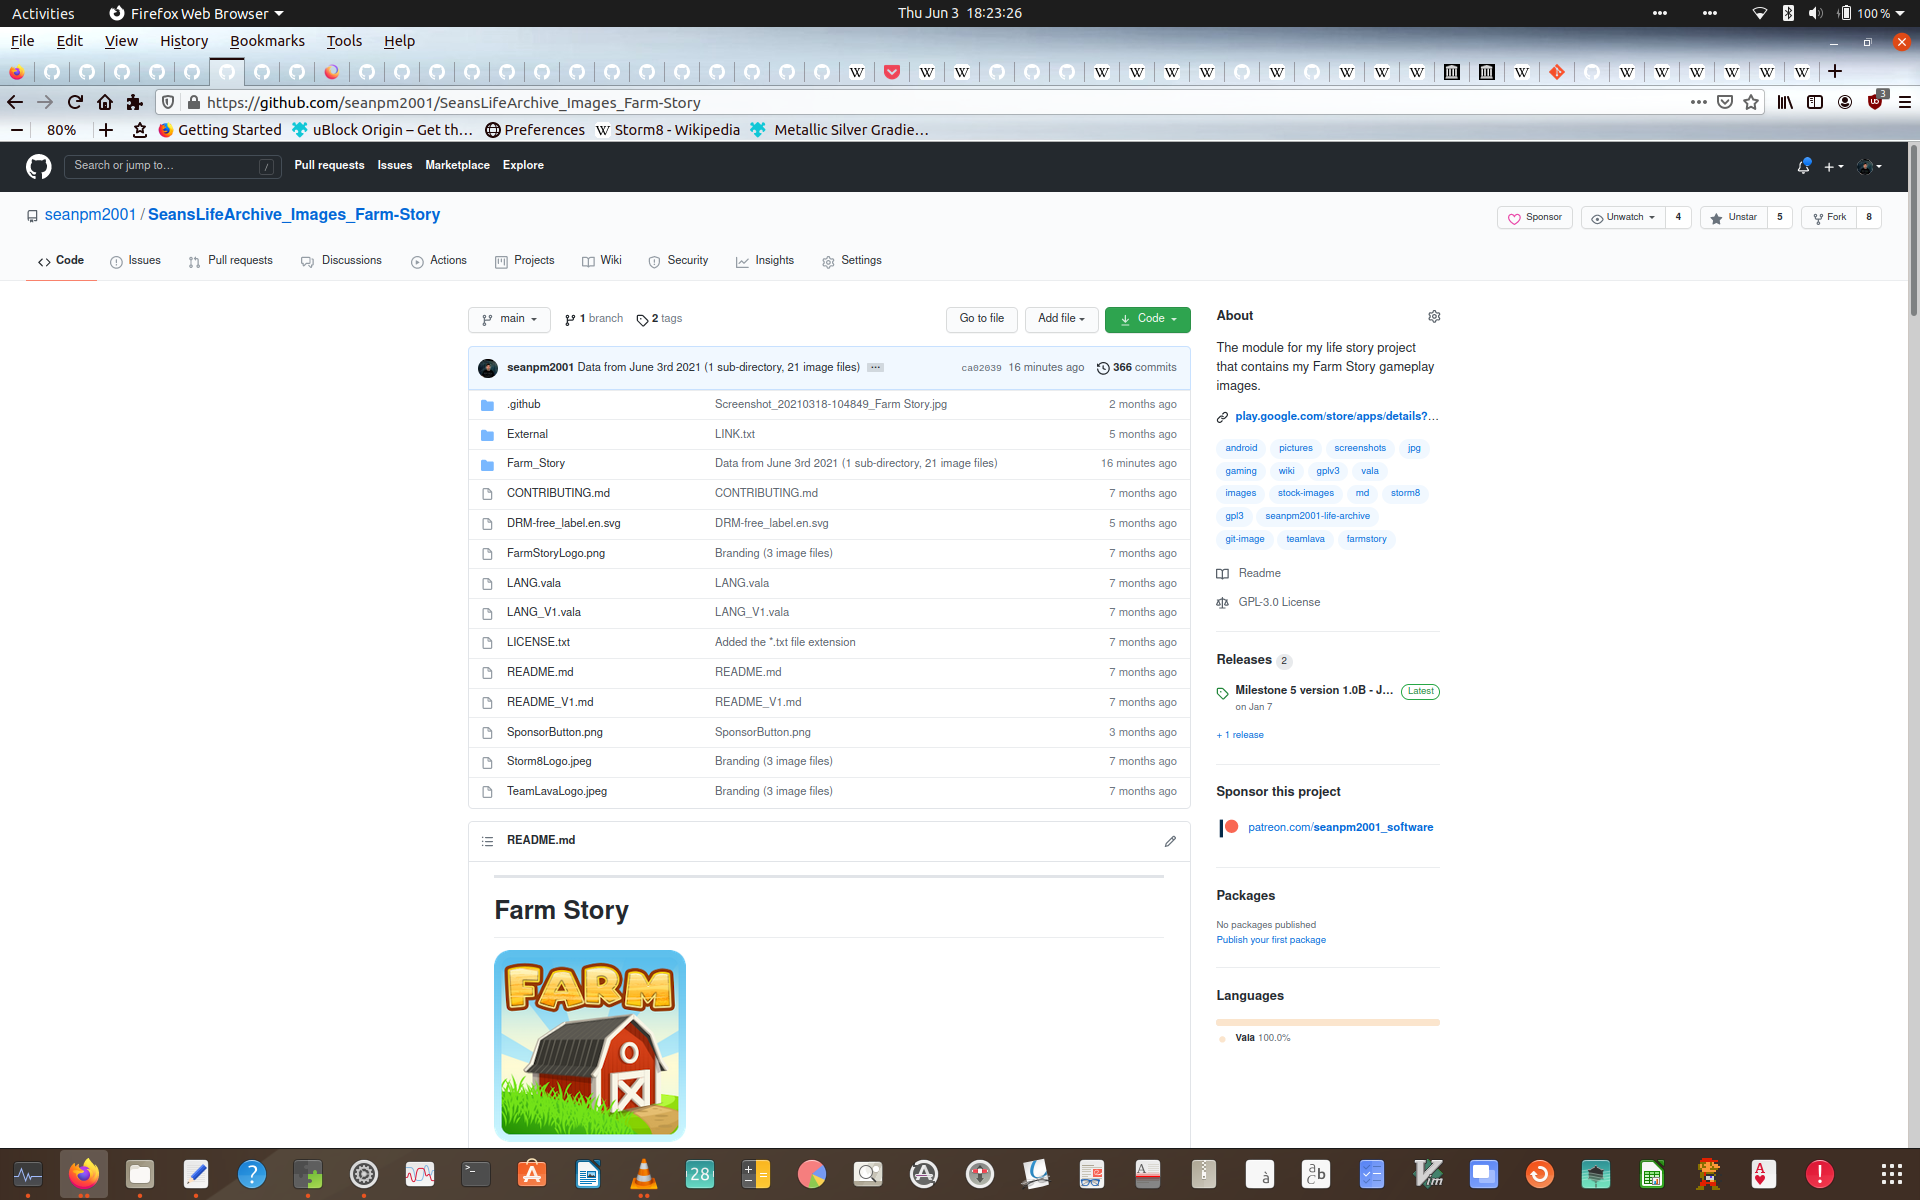 Activities Firefox Web Browser Thu Jun 3 18:23:26 100 %
File Edit View History Bookmarks Tools Help
https://github.com/seanpm2001/SeansLifeArchive_Images_Farm-Story 3
80% Getting Started uBlock Origin – Get th… Preferences Storm8 - Wikipedia Metallic Silver Gradie…
Search or jump to… / Pull requests Issues Marketplace Explore
seanpm2001 / SeansLifeArchive_Images_Farm-Story Sponsor Unwatch 4 Unstar 5 Fork 8
Code Issues Pull requests Discussions Actions Projects Wiki Security Insights Settings
main 1 branch 2 tags Go to file Add file Code
seanpm2001 Data from June 3rd 2021 (1 sub-directory, 21 image files) ca02039 16 minutes ago 366 commits
.github Screenshot_20210318-104849_Farm Story.jpg 2 months ago
External LINK.txt 5 months ago
Farm_Story Data from June 3rd 2021 (1 sub-directory, 21 image files) 16 minutes ago
CONTRIBUTING.md CONTRIBUTING.md 7 months ago
DRM-free_label.en.svg DRM-free_label.en.svg 5 months ago
FarmStoryLogo.png Branding (3 image files) 7 months ago
LANG.vala LANG.vala 7 months ago
LANG_V1.vala LANG_V1.vala 7 months ago
LICENSE.txt Added the *.txt file extension 7 months ago
README.md README.md 7 months ago
README_V1.md README_V1.md 7 months ago
SponsorButton.png SponsorButton.png 3 months ago
Storm8Logo.jpeg Branding (3 image files) 7 months ago
TeamLavaLogo.jpeg Branding (3 image files) 7 months ago
README.md
Farm Story
FARM
About
The module for my life story project
that contains my Farm Story gameplay
images.
play.google.com/store/apps/details?…
android pictures screenshots jpg
gaming wiki gplv3 vala
images stock-images md storm8
gpl3 seanpm2001-life-archive
git-image teamlava farmstory
Readme
GPL-3.0 License
Releases 2
Milestone 5 version 1.0B - J… Latest
on Jan 7
+ 1 release
Sponsor this project
patreon.com/seanpm2001_software
Packages
No packages published
Publish your first package
Languages
Vala 100.0%
28